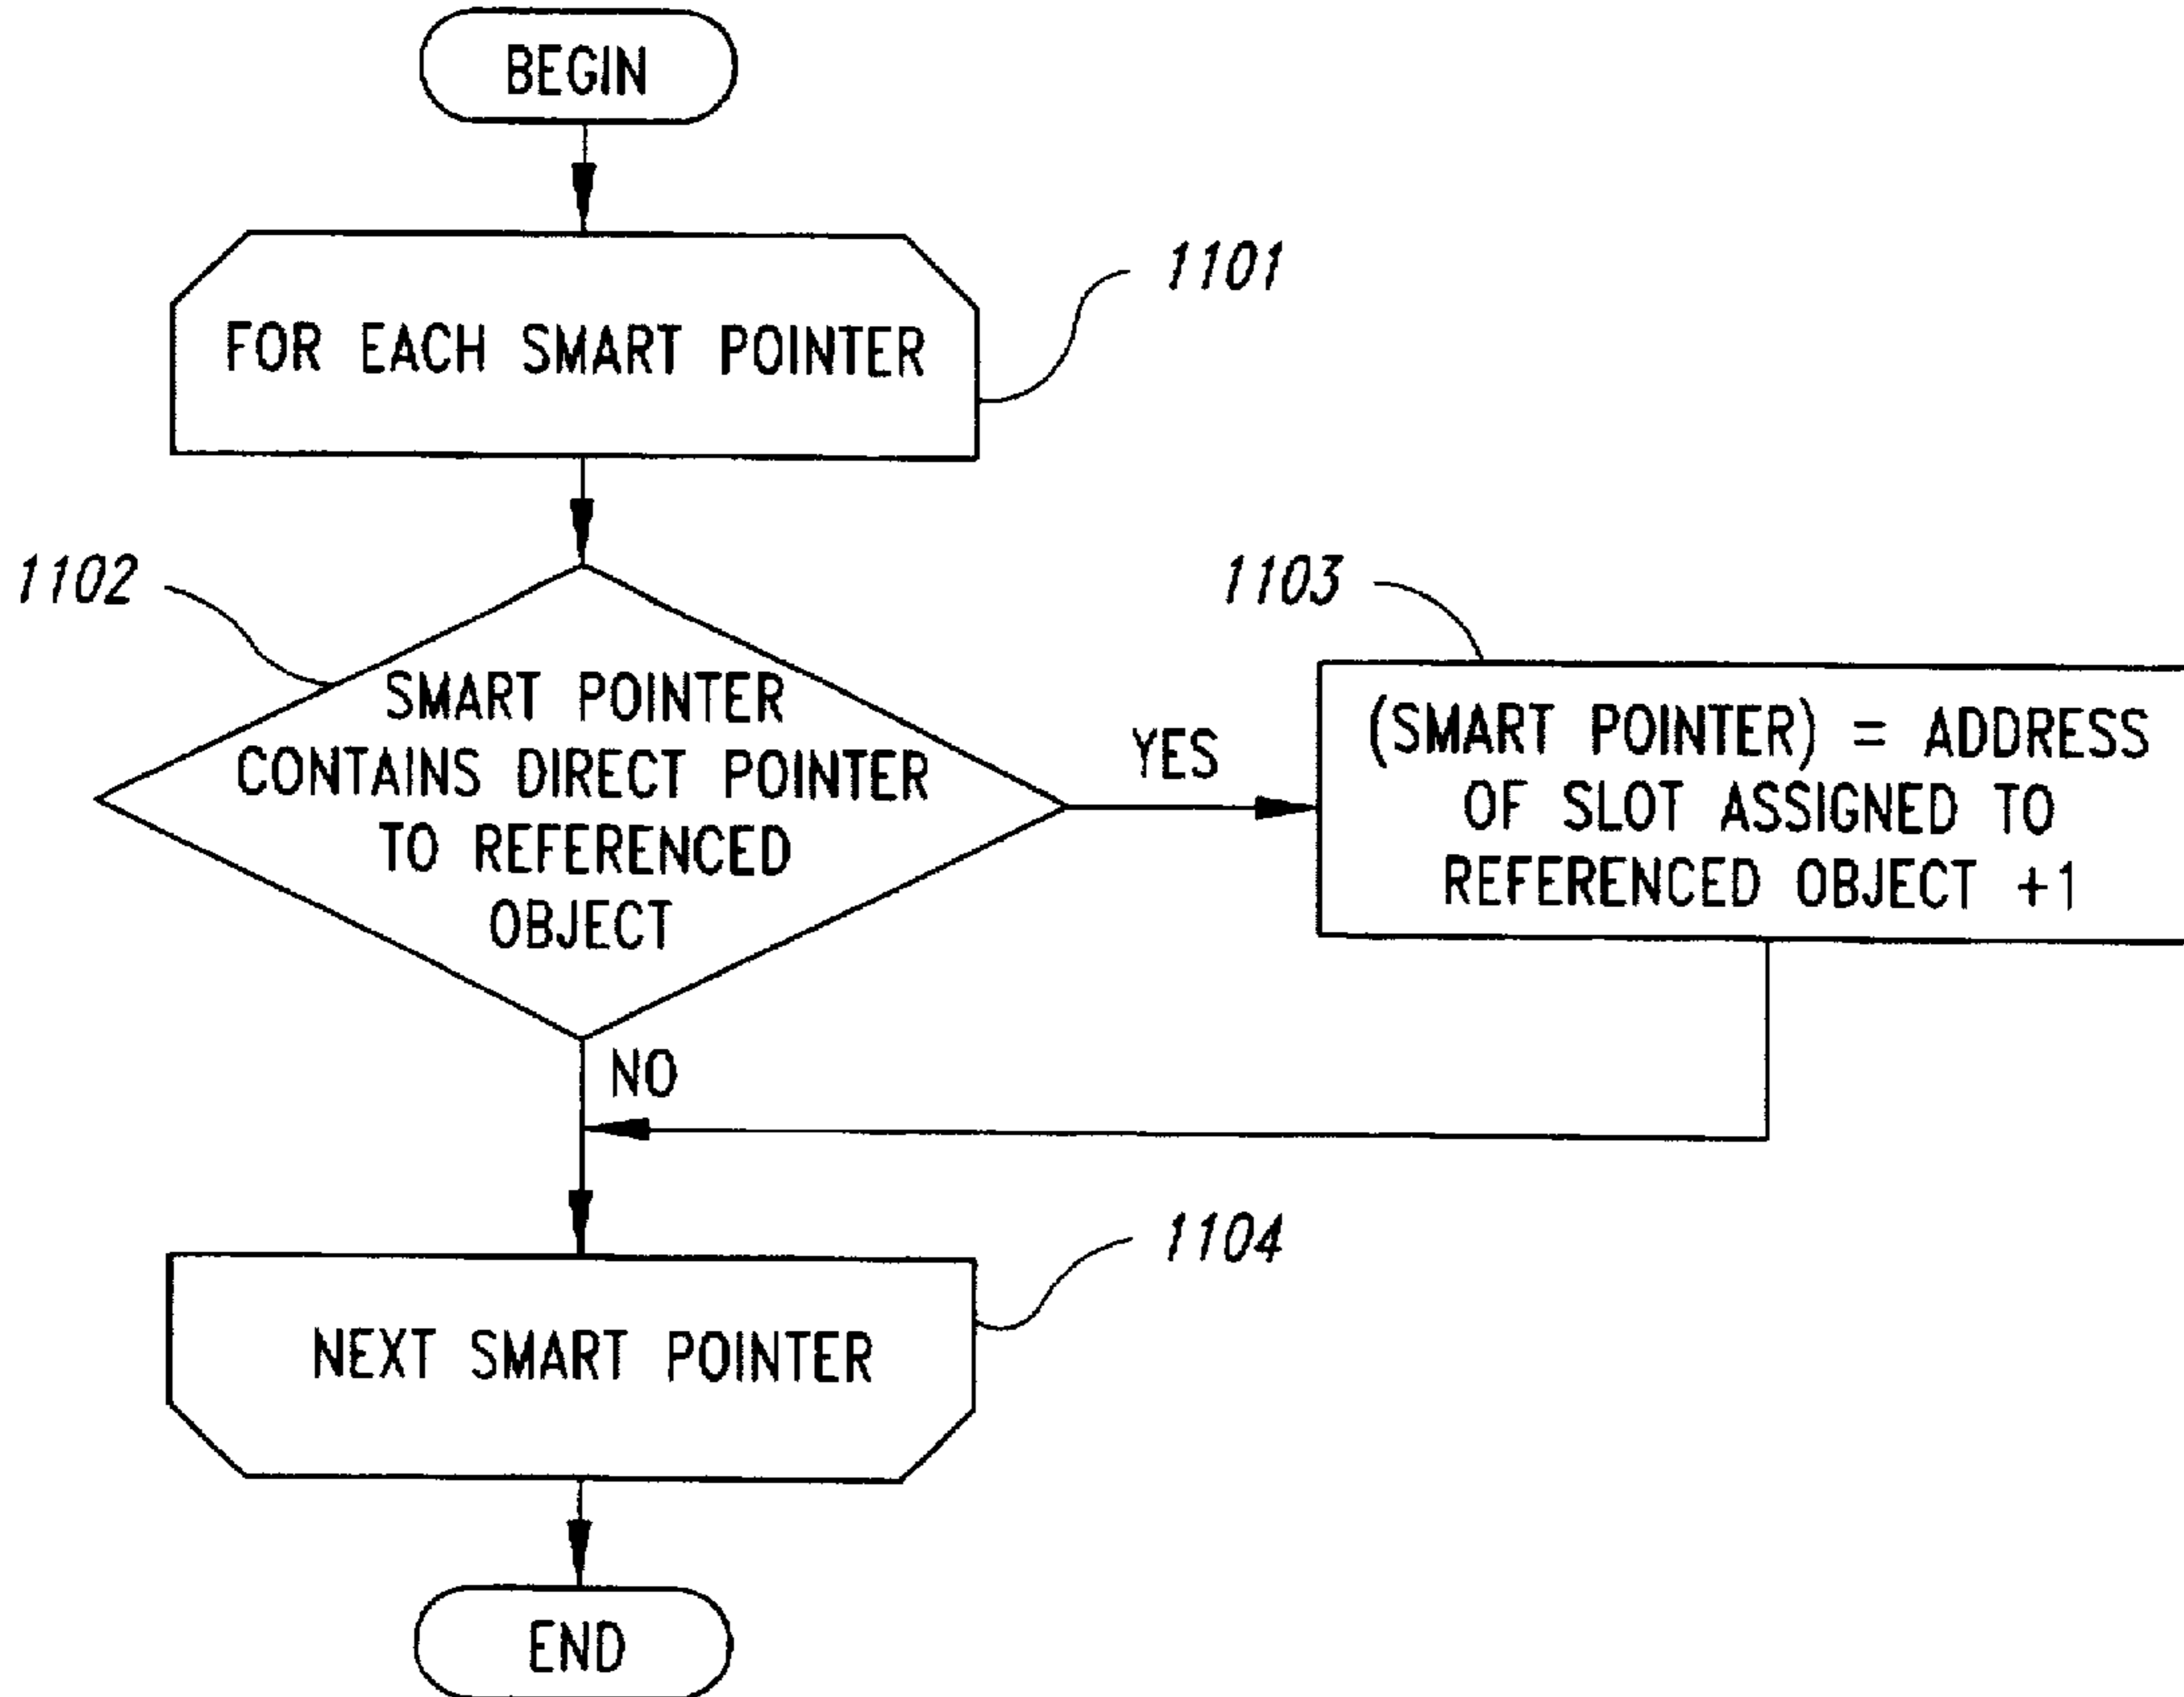 BEGIN
FOR EACH SMART POINTER
1101
1102
SMART POINTER
CONTAINS DIRECT POINTER
TO REFERENCED
OBJECT
YES
1103
(SMART POINTER) = ADDRESS
OF SLOT ASSIGNED TO
REFERENCED OBJECT +1
NO
NEXT SMART POINTER
1104
END